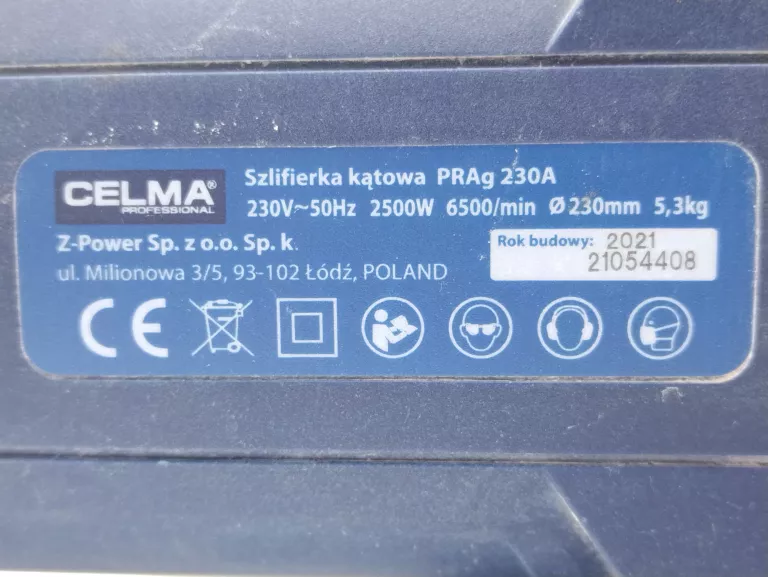 CELMA®
PROFESSIONAL
Szlifierka kątowa PRAg 230A
230V~50Hz 2500W 6500/min Ø230mm 5,3kg
Z-Power Sp. z o.o. Sp. k.
ul. Milionowa 3/5, 93-102 Łódź, POLAND
Rok budowy: 2021
21054408
CE